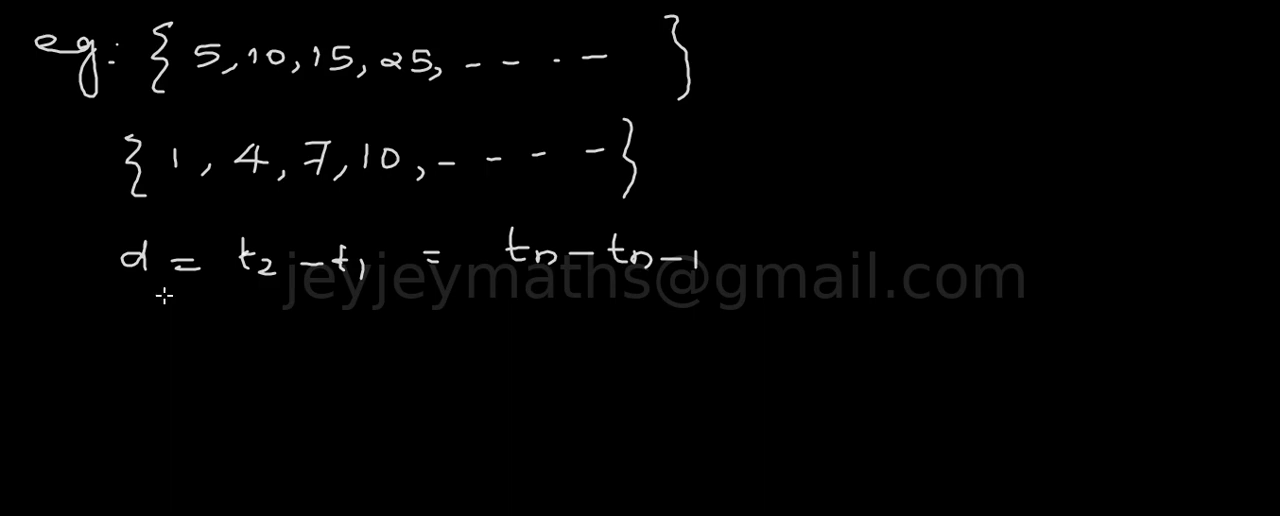 eg: { 5, 10, 15, 25, - - - - }
{ 1, 4, 7, 10, - - - - }
d = t₂ - t₁ = tₙ - tₙ₋₁
jeyjeymaths@gmail.com